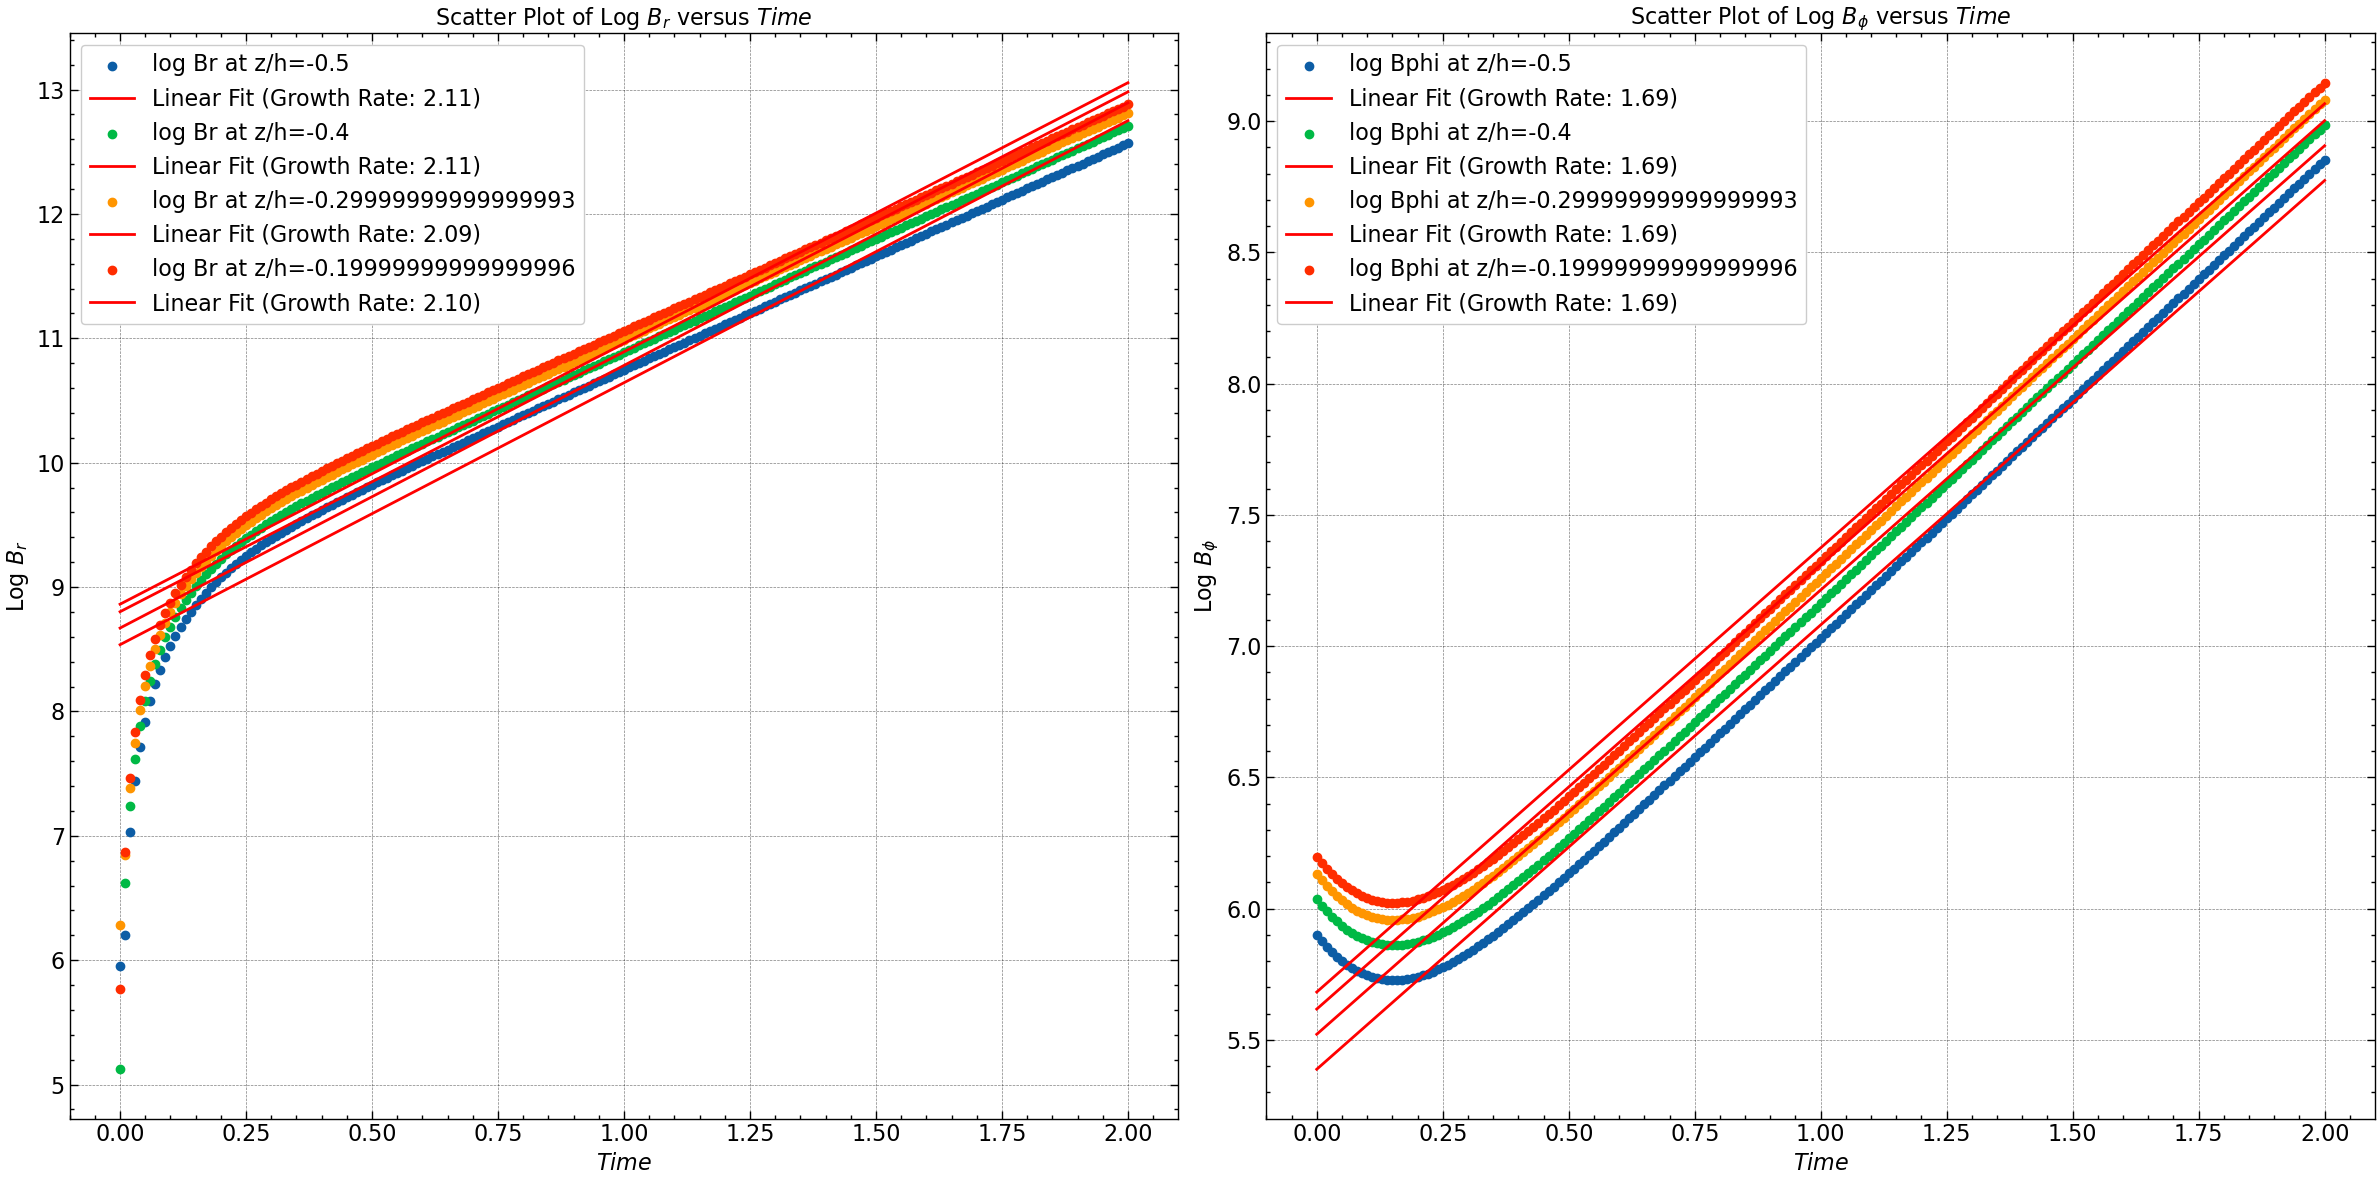 Scatter Plot of Log B_r versus Time
log Br at z/h=-0.5
Linear Fit (Growth Rate: 2.11)
log Br at z/h=-0.4
Linear Fit (Growth Rate: 2.11)
log Br at z/h=-0.29999999999999993
Linear Fit (Growth Rate: 2.09)
log Br at z/h=-0.19999999999999996
Linear Fit (Growth Rate: 2.10)
13
12
11
10
9
8
7
6
5
Log B_r
0.00 0.25 0.50 0.75 1.00 1.25 1.50 1.75 2.00
Time
Scatter Plot of Log B_ϕ versus Time
log Bphi at z/h=-0.5
Linear Fit (Growth Rate: 1.69)
log Bphi at z/h=-0.4
Linear Fit (Growth Rate: 1.69)
log Bphi at z/h=-0.29999999999999993
Linear Fit (Growth Rate: 1.69)
log Bphi at z/h=-0.19999999999999996
Linear Fit (Growth Rate: 1.69)
9.0
8.5
8.0
7.5
7.0
6.5
6.0
5.5
Log B_ϕ
0.00 0.25 0.50 0.75 1.00 1.25 1.50 1.75 2.00
Time